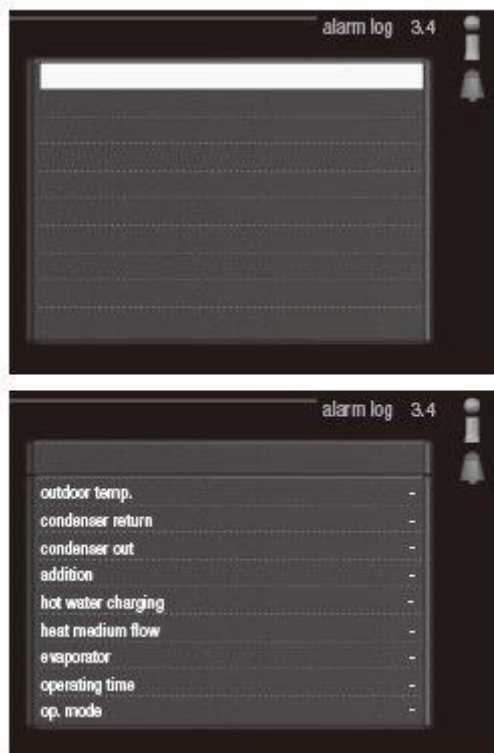 alarm log 3.4
alarm log 3.4
outdoor temp. -
condenser return -
condenser out -
addition -
hot water charging -
heat medium flow -
evaporator -
operating time -
op. mode -